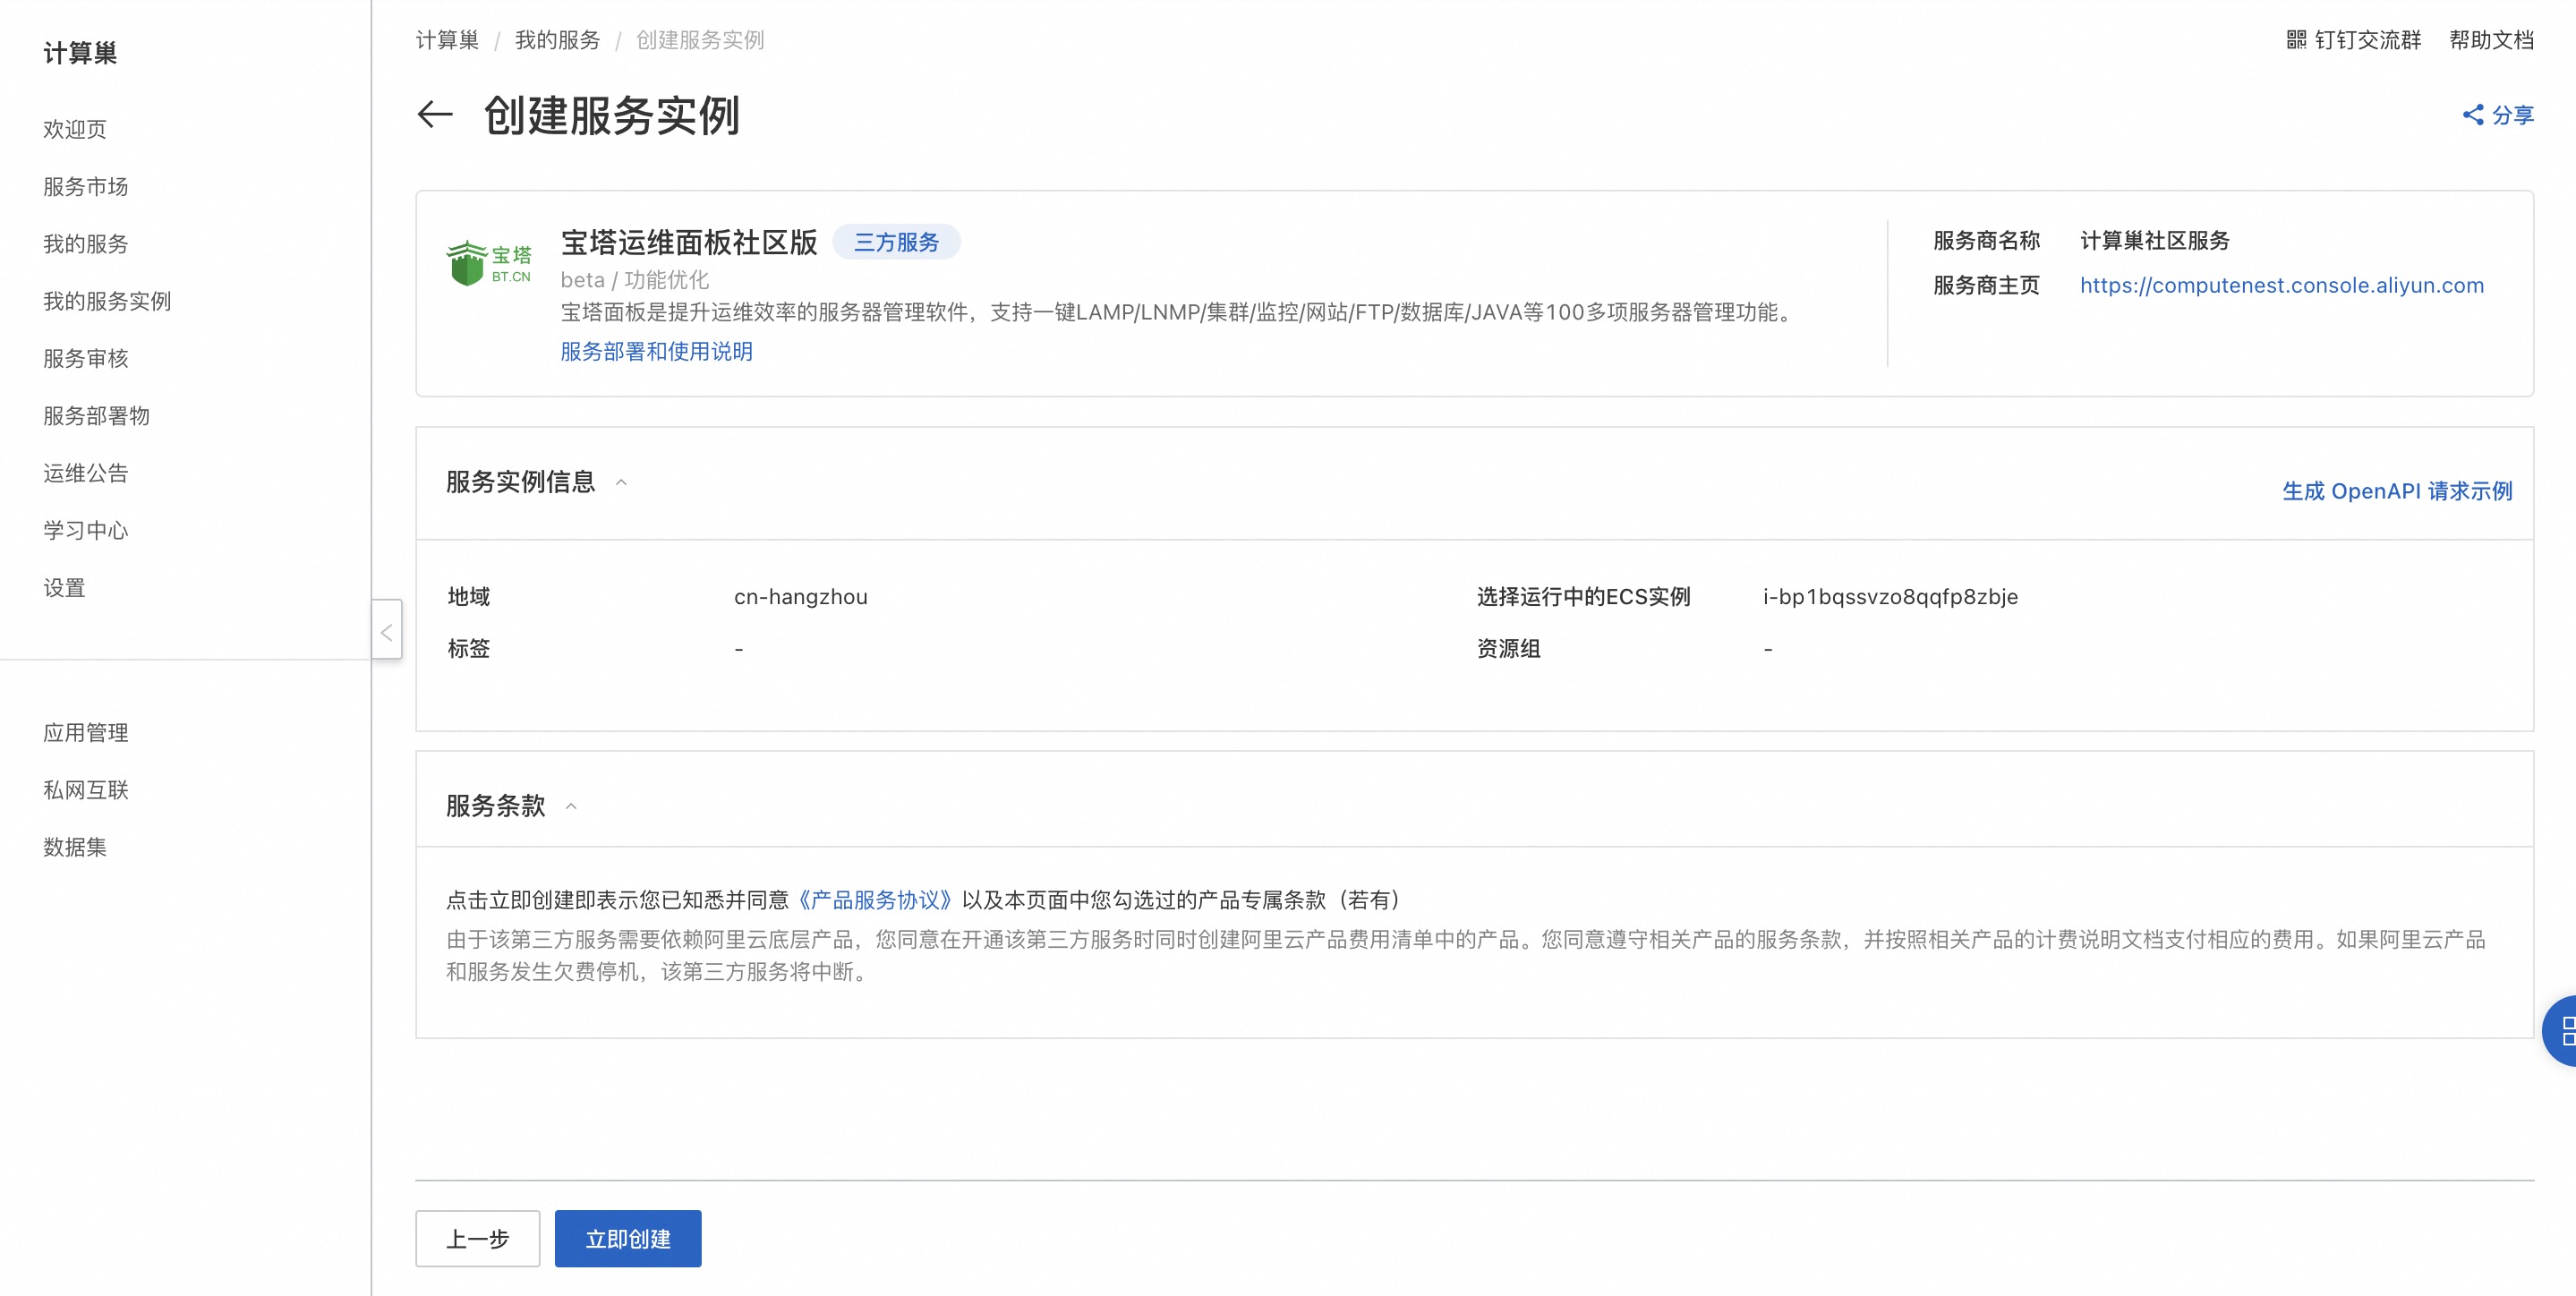 计算巢
欢迎页
服务市场
我的服务
我的服务实例
服务审核
服务部署物
运维公告
学习中心
设置
应用管理
私网互联
数据集
计算巢 / 我的服务 / 创建服务实例
钉钉交流群 帮助文档
创建服务实例
分享
宝塔
BT.CN
宝塔运维面板社区版 三方服务
beta / 功能优化
宝塔面板是提升运维效率的服务器管理软件，支持一键LAMP/LNMP/集群/监控/网站/FTP/数据库/JAVA等100多项服务器管理功能。
服务部署和使用说明
服务商名称 计算巢社区服务
服务商主页 https://computenest.console.aliyun.com
服务实例信息
生成 OpenAPI 请求示例
地域 cn-hangzhou
选择运行中的ECS实例 i-bp1bqssvzo8qqfp8zbje
标签 -
资源组 -
服务条款
点击立即创建即表示您已知悉并同意《产品服务协议》以及本页面中您勾选过的产品专属条款（若有）
由于该第三方服务需要依赖阿里云底层产品，您同意在开通该第三方服务时同时创建阿里云产品费用清单中的产品。您同意遵守相关产品的服务条款，并按照相关产品的计费说明文档支付相应的费用。如果阿里云产品
和服务发生欠费停机，该第三方服务将中断。
上一步 立即创建